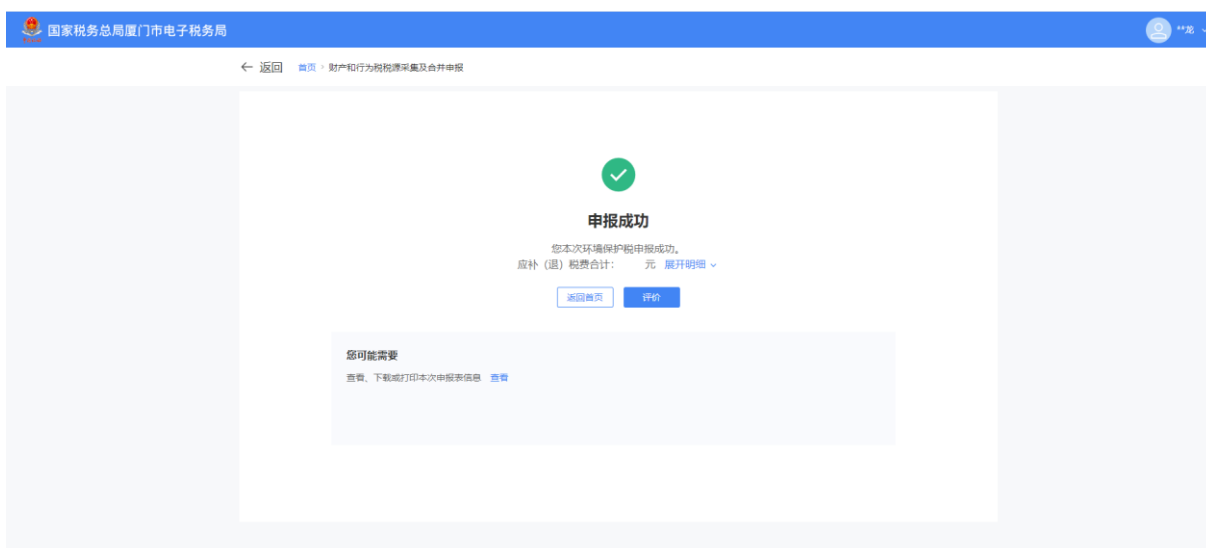 国家税务总局厦门市电子税务局
**龙
返回 首页 > 财产和行为税税源采集及合并申报
申报成功
您本次环境保护税申报成功。
应补（退）税费合计： 元 展开明细
返回首页 评价
您可能需要
查看、下载或打印本次申报表信息 查看